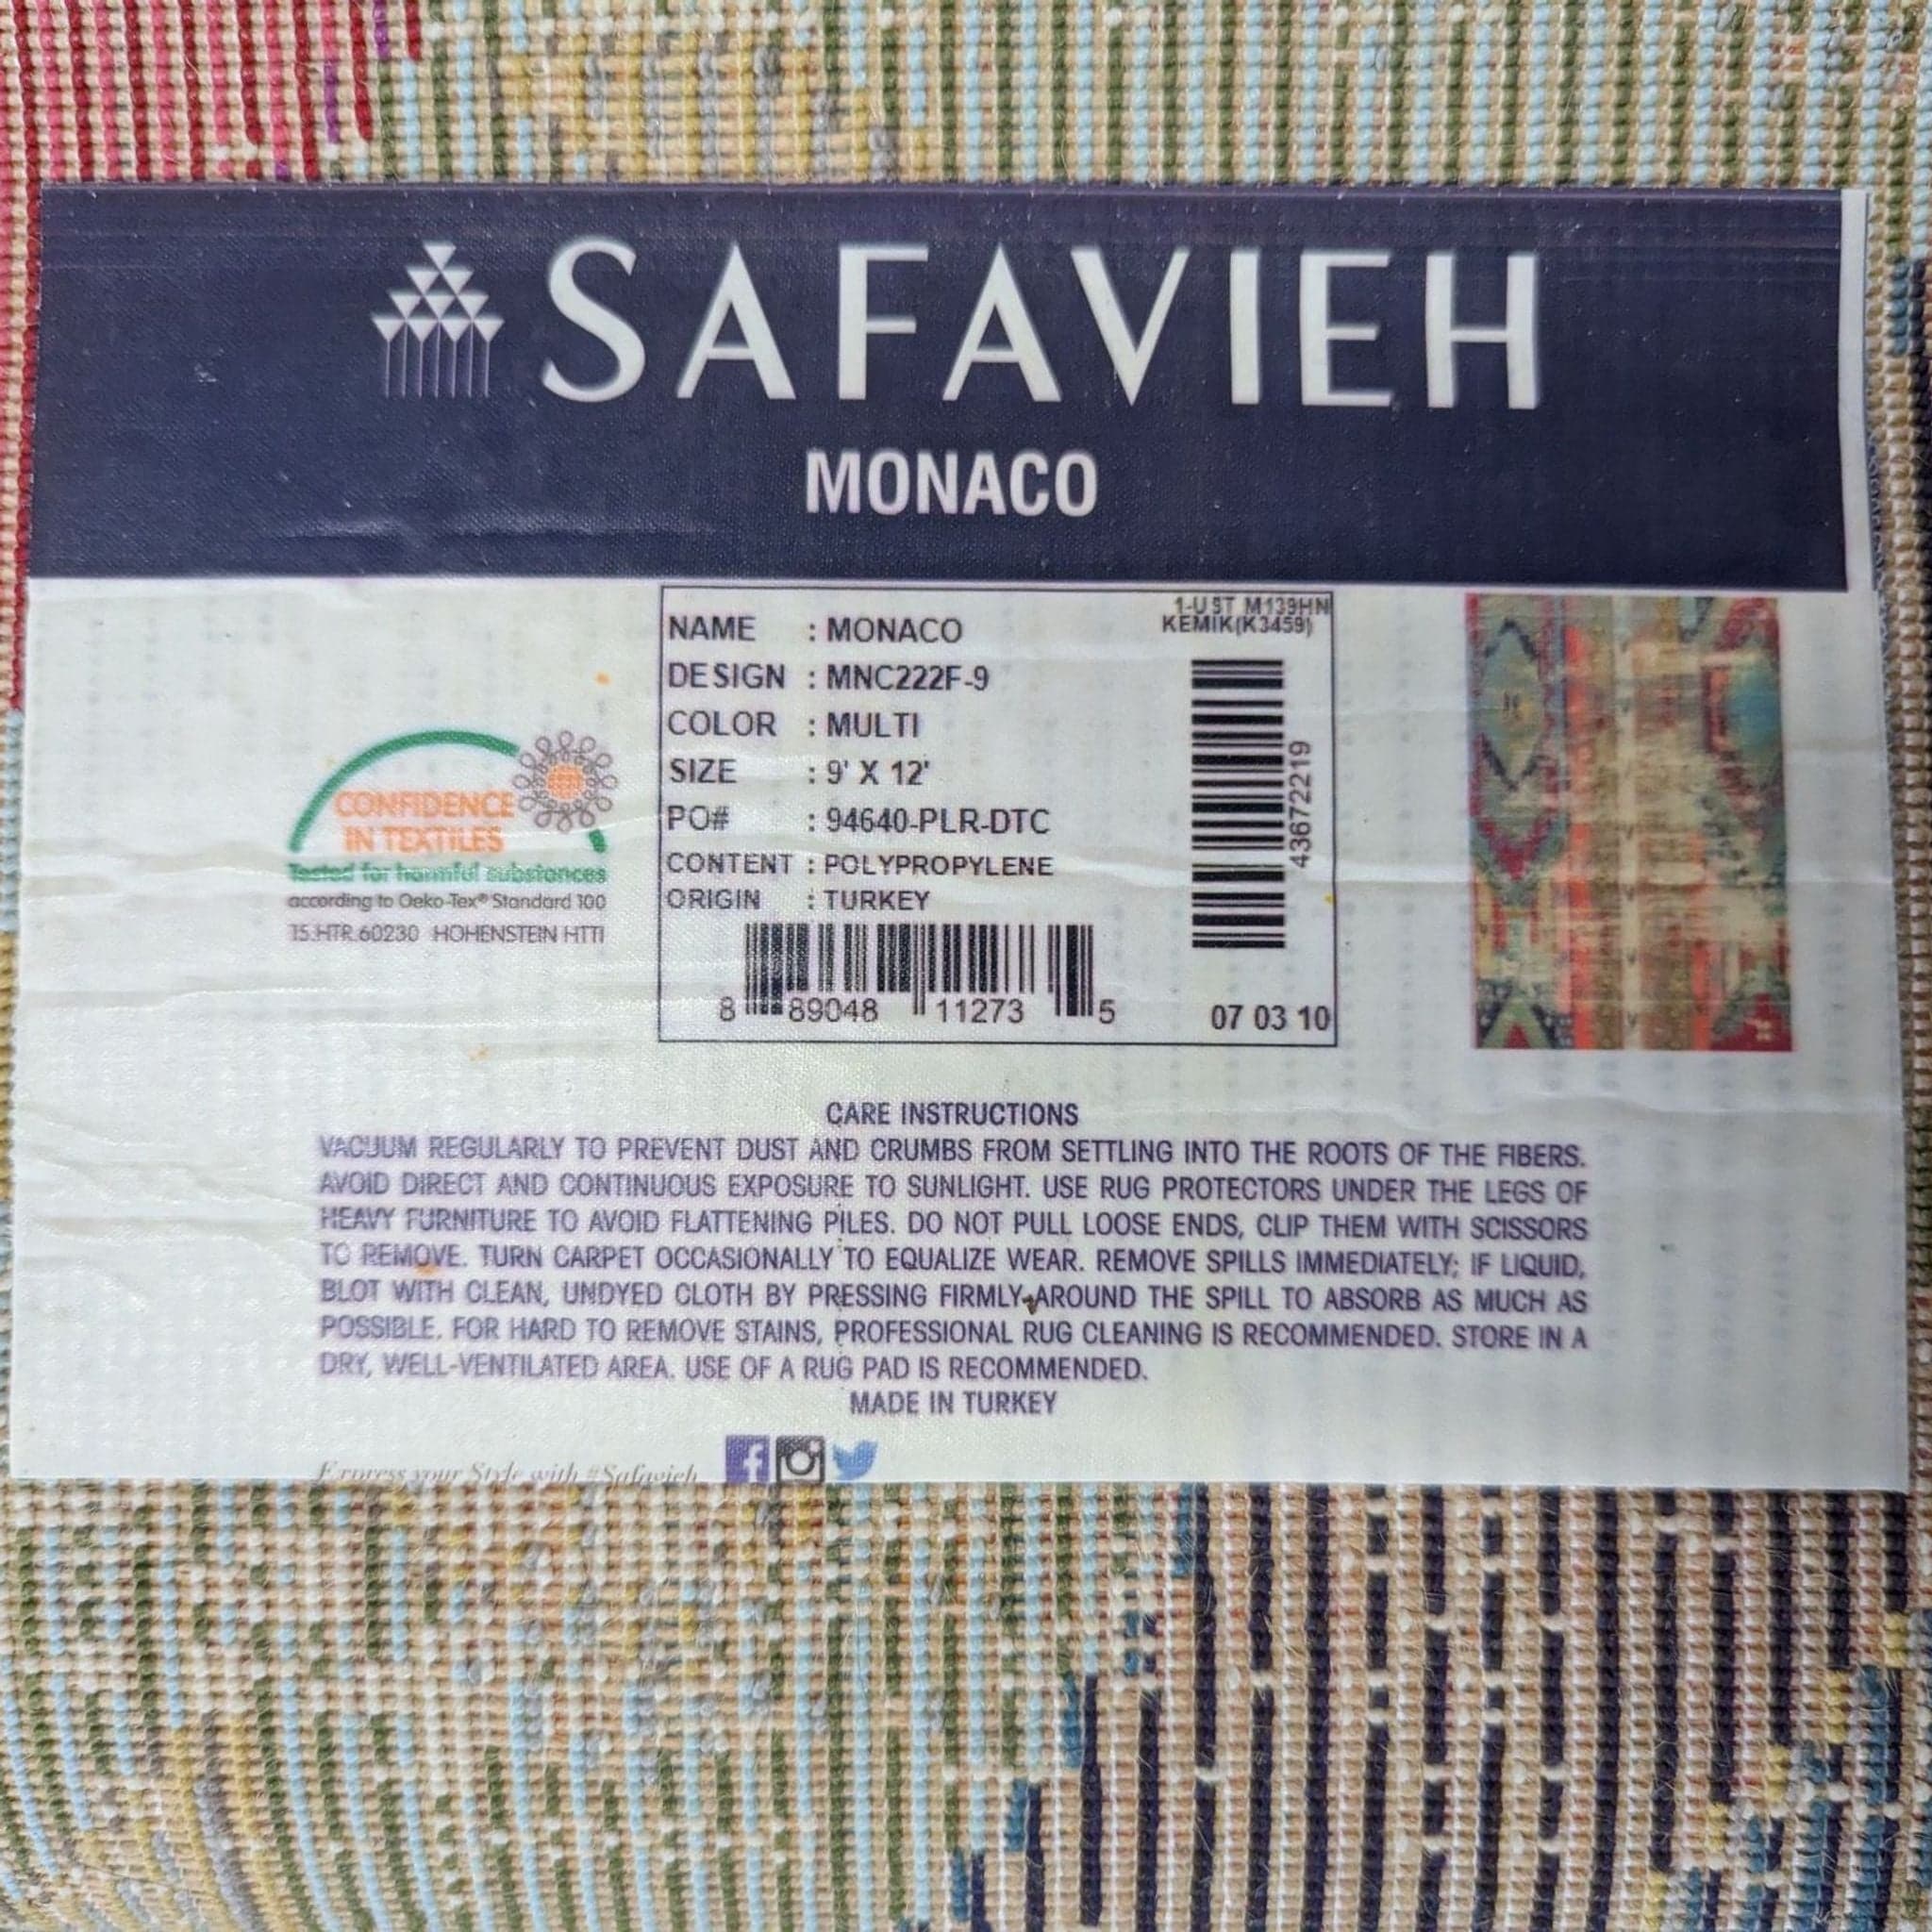 SAFAVIEH
MONACO
1-UST M139HN
KEMIK(K3459)
NAME : MONACO
DESIGN : MNC222F-9
COLOR : MULTI
SIZE : 9' X 12'
PO# : 94640-PLR-DTC
CONTENT : POLYPROPYLENE
ORIGIN : TURKEY
43672219
8 89048 11273 5
07 03 10
CONFIDENCE
IN TEXTILES
Tested for harmful substances
according to Oeko-Tex® Standard 100
15.HTR.60230 HOHENSTEIN HTTI
CARE INSTRUCTIONS
VACUUM REGULARLY TO PREVENT DUST AND CRUMBS FROM SETTLING INTO THE ROOTS OF THE FIBERS.
AVOID DIRECT AND CONTINUOUS EXPOSURE TO SUNLIGHT. USE RUG PROTECTORS UNDER THE LEGS OF
HEAVY FURNITURE TO AVOID FLATTENING PILES. DO NOT PULL LOOSE ENDS, CLIP THEM WITH SCISSORS
TO REMOVE. TURN CARPET OCCASIONALLY TO EQUALIZE WEAR. REMOVE SPILLS IMMEDIATELY; IF LIQUID,
BLOT WITH CLEAN, UNDYED CLOTH BY PRESSING FIRMLY AROUND THE SPILL TO ABSORB AS MUCH AS
POSSIBLE. FOR HARD TO REMOVE STAINS, PROFESSIONAL RUG CLEANING IS RECOMMENDED. STORE IN A
DRY, WELL-VENTILATED AREA. USE OF A RUG PAD IS RECOMMENDED.
MADE IN TURKEY
Express your Style with #Safavieh